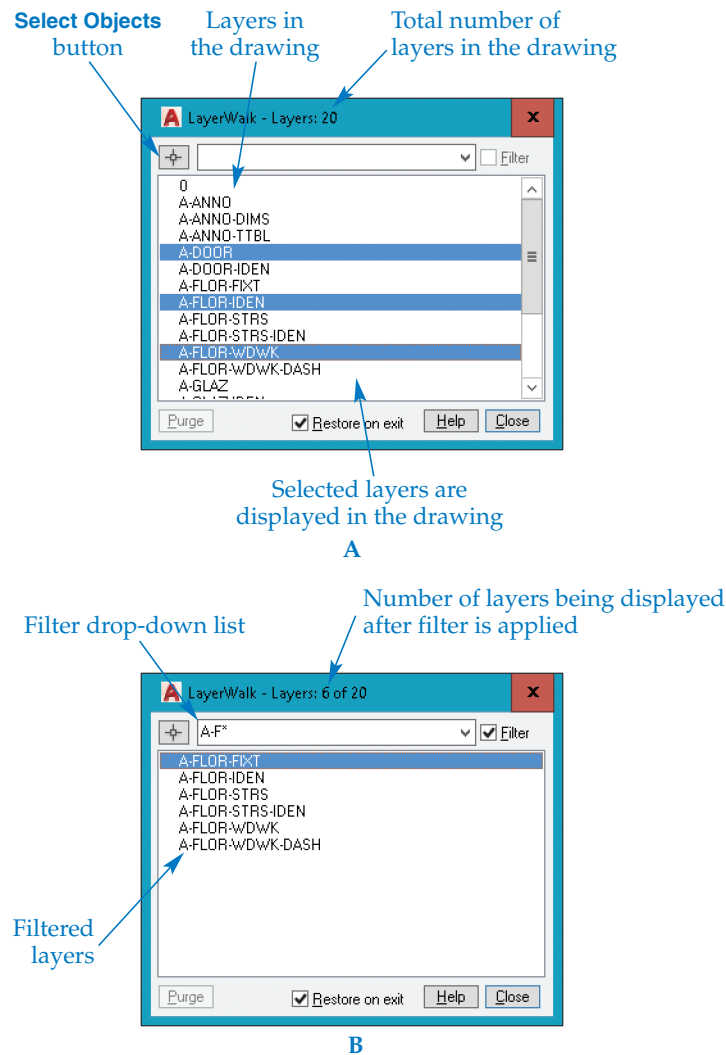 Select Objects button
Layers in the drawing
Total number of layers in the drawing
LayerWalk - Layers: 20
x
Filter
0
A-ANNO
A-ANNO-DIMS
A-ANNO-TTBL
A-DOOR
A-DOOR-IDEN
A-FLOR-FIXT
A-FLOR-IDEN
A-FLOR-STRS
A-FLOR-STRS-IDEN
A-FLOR-WDWK
A-FLOR-WDWK-DASH
A-GLAZ
Purge
Restore on exit
Help
Close
Selected layers are
displayed in the drawing
A
Number of layers being displayed
after filter is applied
Filter drop-down list
LayerWalk - Layers: 6 of 20
x
A-F*
Filter
A-FLOR-FIXT
A-FLOR-IDEN
A-FLOR-STRS
A-FLOR-STRS-IDEN
A-FLOR-WDWK
A-FLOR-WDWK-DASH
Filtered
layers
Purge
Restore on exit
Help
Close
B